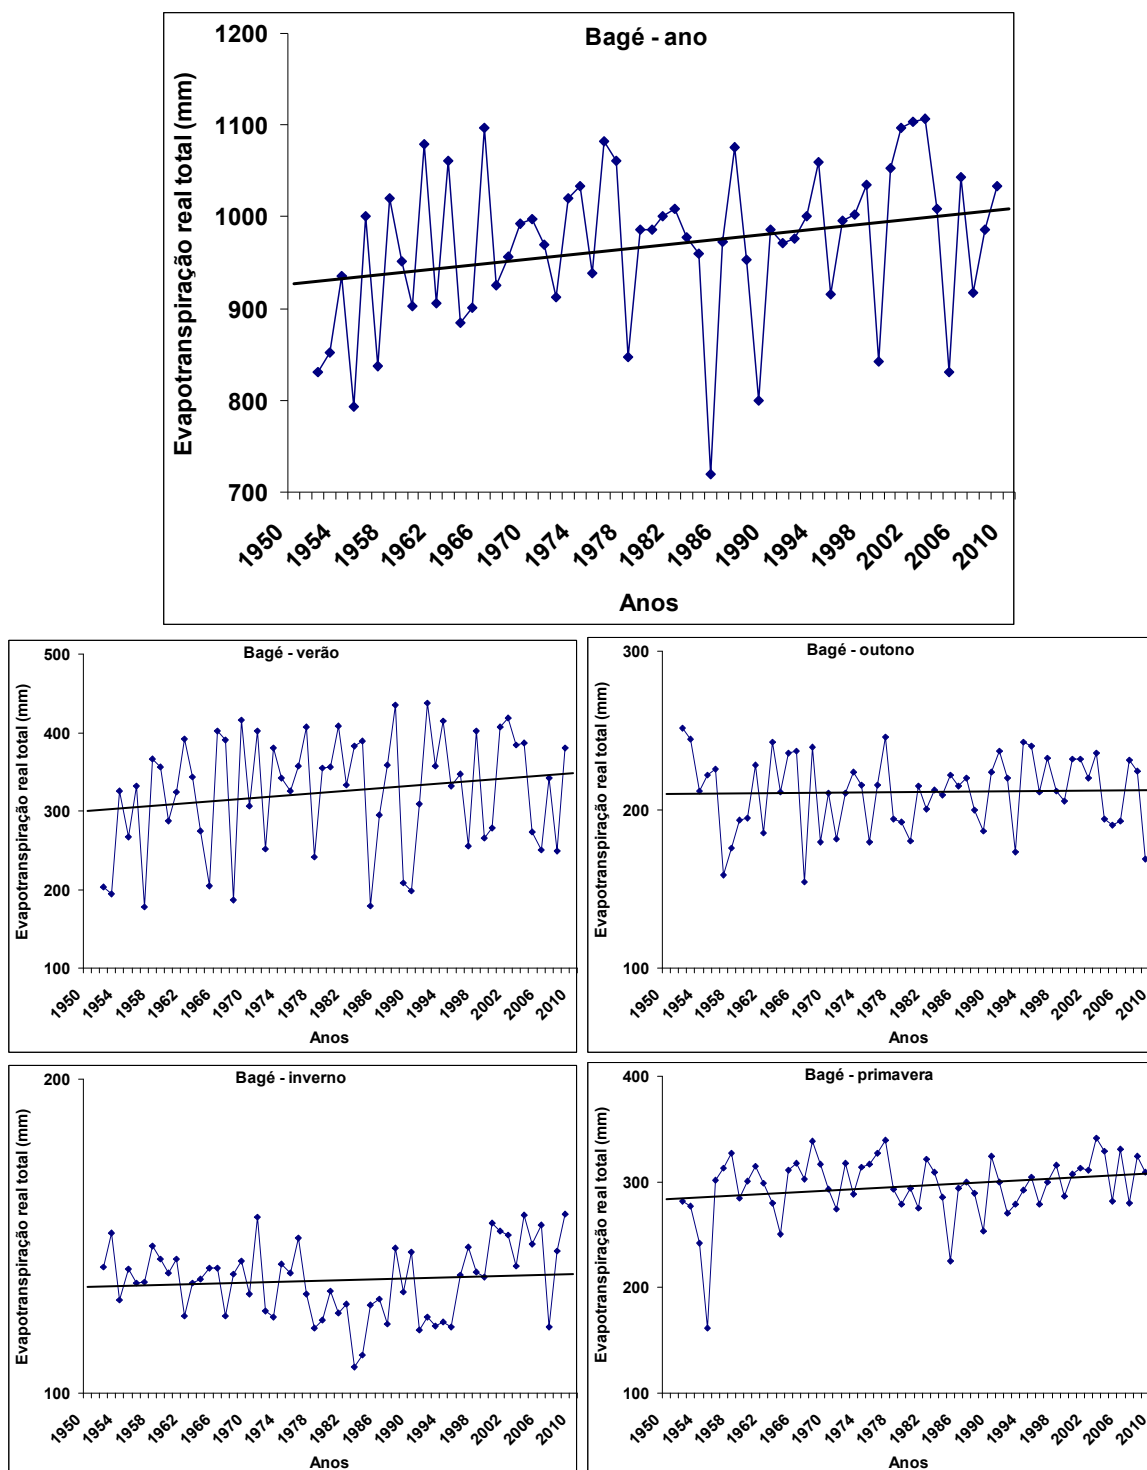 Bagé - ano
Evapotranspiração real total (mm)
1200
1100
1000
900
800
700
1950 1954 1958 1962 1966 1970 1974 1978 1982 1986 1990 1994 1998 2002 2006 2010
Anos
Bagé - verão
Evapotranspiração real total (mm)
500
400
300
200
100
1950 1954 1958 1962 1966 1970 1974 1978 1982 1986 1990 1994 1998 2002 2006 2010
Anos
Bagé - outono
Evapotranspiração real total (mm)
300
200
100
1950 1954 1958 1962 1966 1970 1974 1978 1982 1986 1990 1994 1998 2002 2006 2010
Anos
Bagé - inverno
Evapotranspiração real total (mm)
200
100
1950 1954 1958 1962 1966 1970 1974 1978 1982 1986 1990 1994 1998 2002 2006 2010
Anos
Bagé - primavera
Evapotranspiração real total (mm)
400
300
200
100
1950 1954 1958 1962 1966 1970 1974 1978 1982 1986 1990 1994 1998 2002 2006 2010
Anos